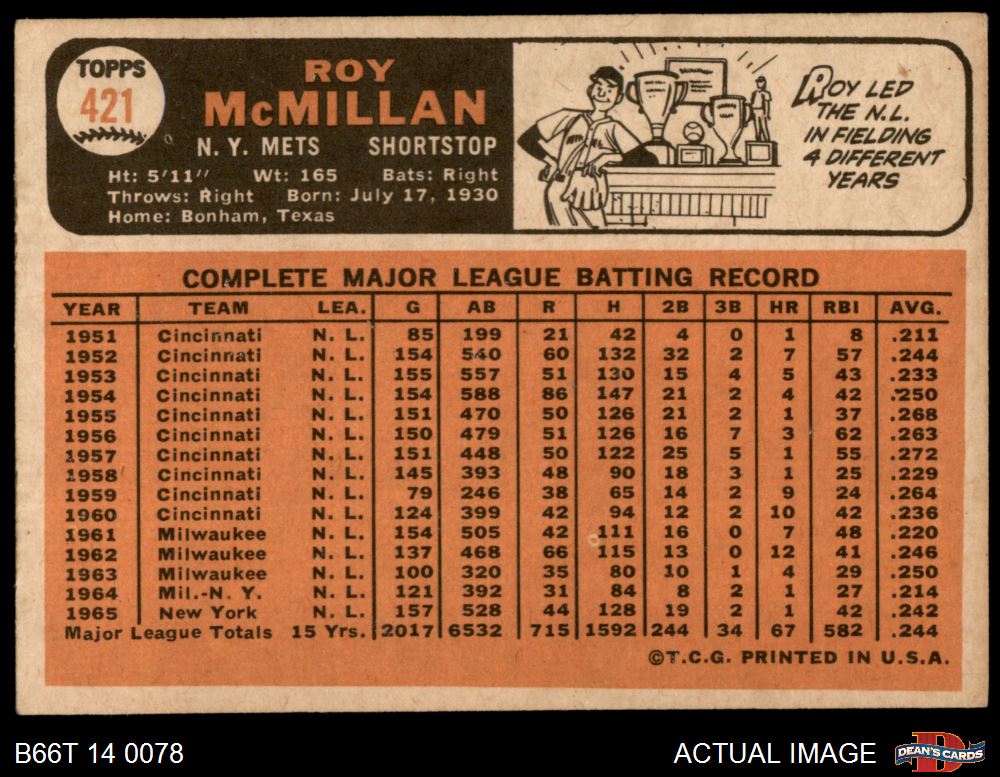 TOPPS
421
ROY
McMILLAN
N. Y. METS SHORTSTOP
Ht: 5'11" Wt: 165 Bats: Right
Throws: Right Born: July 17, 1930
Home: Bonham, Texas
ROY LED
THE N.L.
IN FIELDING
4 DIFFERENT
YEARS
COMPLETE MAJOR LEAGUE BATTING RECORD
YEAR TEAM LEA. G AB R H 2B 3B HR RBI AVG.
1951 Cincinnati N. L. 85 199 21 42 4 0 1 8 .211
1952 Cincinnati N. L. 154 540 60 132 32 2 7 57 .244
1953 Cincinnati N. L. 155 557 51 130 15 4 5 43 .233
1954 Cincinnati N. L. 154 588 86 147 21 2 4 42 .250
1955 Cincinnati N. L. 151 470 50 126 21 2 1 37 .268
1956 Cincinnati N. L. 150 479 51 126 16 7 3 62 .263
1957 Cincinnati N. L. 151 448 50 122 25 5 1 55 .272
1958 Cincinnati N. L. 145 393 48 90 18 3 1 25 .229
1959 Cincinnati N. L. 79 246 38 65 14 2 9 24 .264
1960 Cincinnati N. L. 124 399 42 94 12 2 10 42 .236
1961 Milwaukee N. L. 154 505 42 111 16 0 7 48 .220
1962 Milwaukee N. L. 137 468 66 115 13 0 12 41 .246
1963 Milwaukee N. L. 100 320 35 80 10 1 4 29 .250
1964 Mil.-N. Y. N. L. 121 392 31 84 8 2 1 27 .214
1965 New York N. L. 157 528 44 128 19 2 1 42 .242
Major League Totals 15 Yrs. 2017 6532 715 1592 244 34 67 582 .244
©T.C.G. PRINTED IN U.S.A.
B66T 14 0078 ACTUAL IMAGE DEAN'S CARDS